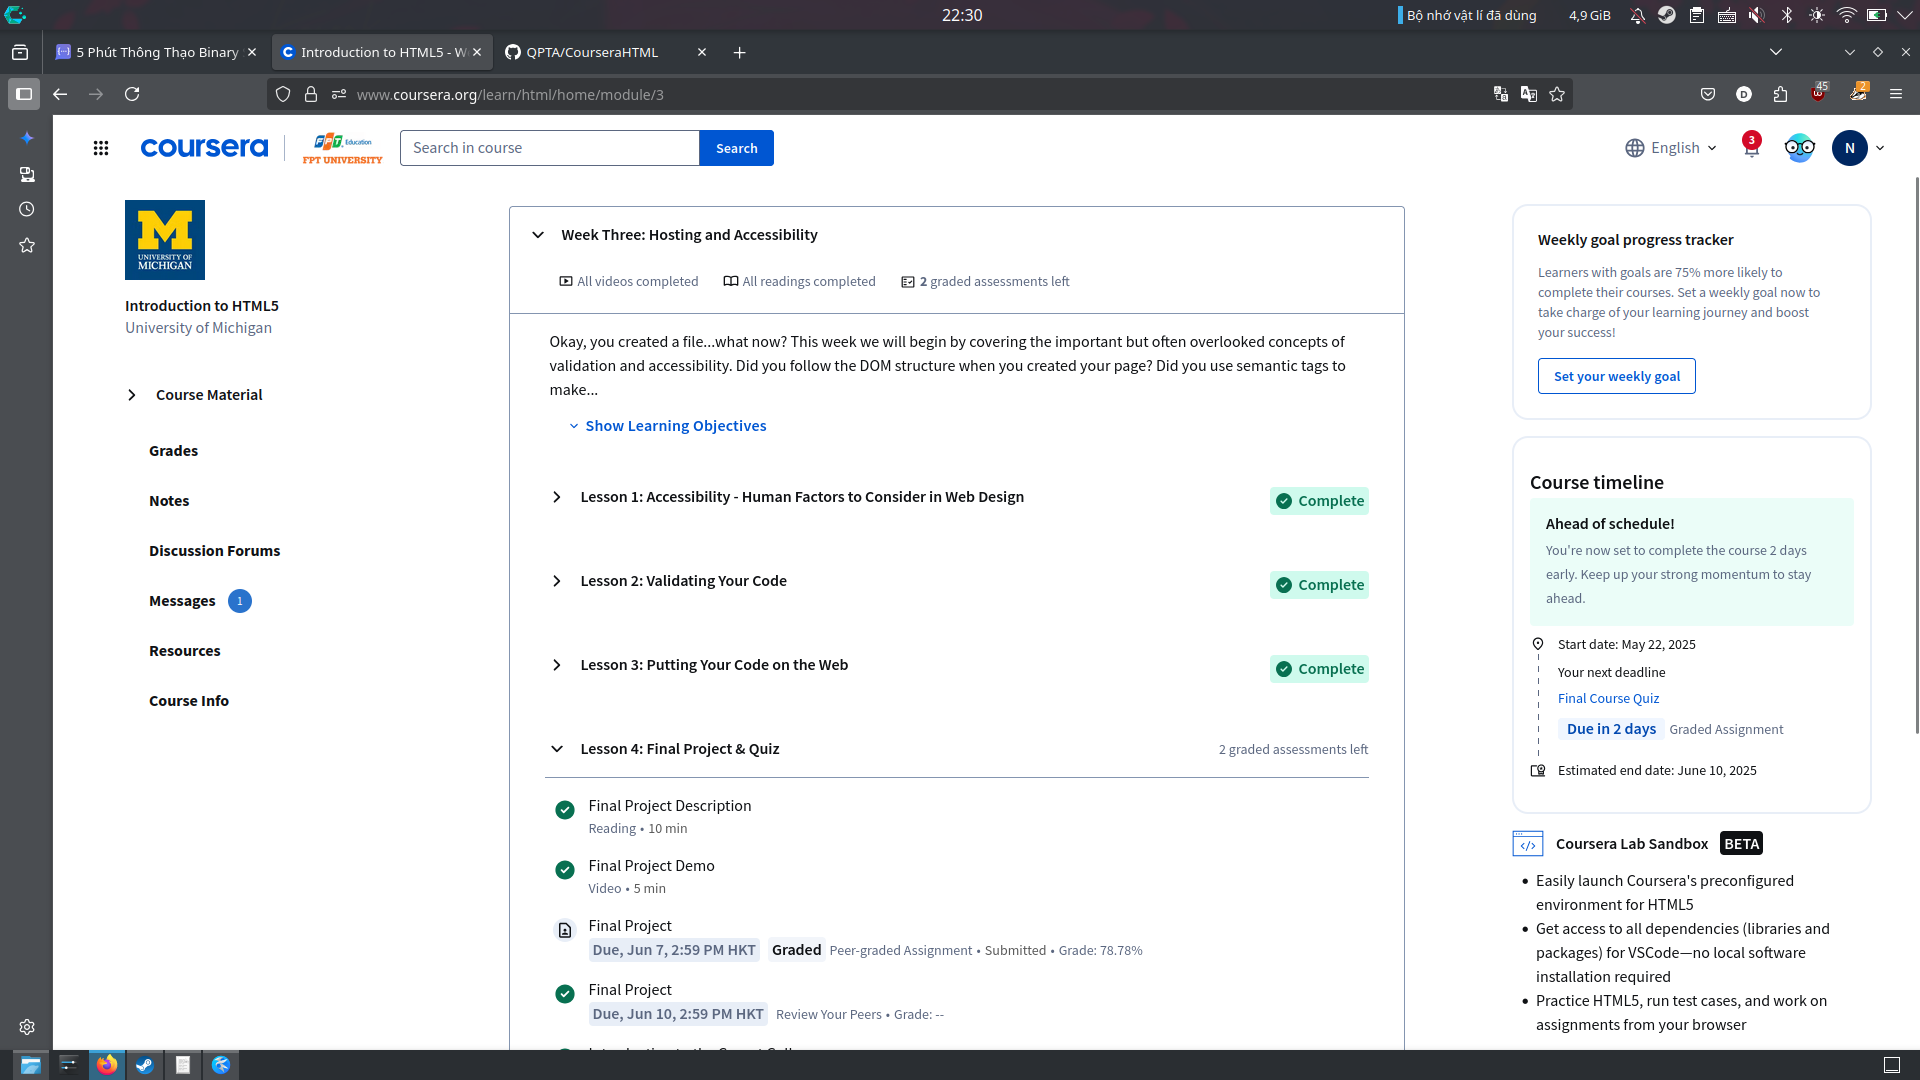 22:30
Bộ nhớ vật lí đã dùng 4,9 GiB
5 Phút Thông Thạo Binary
Introduction to HTML5 - W
QPTA/CourseraHTML
www.coursera.org/learn/html/home/module/3
45
2
coursera
FPT Education
FPT UNIVERSITY
Search in course
Search
English
3
N
M
UNIVERSITY OF
MICHIGAN
Introduction to HTML5
University of Michigan
Course Material
Grades
Notes
Discussion Forums
Messages 1
Resources
Course Info
Week Three: Hosting and Accessibility
All videos completed All readings completed 2 graded assessments left
Okay, you created a file...what now? This week we will begin by covering the important but often overlooked concepts of
validation and accessibility. Did you follow the DOM structure when you created your page? Did you use semantic tags to
make...
Show Learning Objectives
Lesson 1: Accessibility - Human Factors to Consider in Web Design
Complete
Lesson 2: Validating Your Code
Complete
Lesson 3: Putting Your Code on the Web
Complete
Lesson 4: Final Project & Quiz
2 graded assessments left
Final Project Description
Reading • 10 min
Final Project Demo
Video • 5 min
Final Project
Due, Jun 7, 2:59 PM HKT Graded Peer-graded Assignment • Submitted • Grade: 78.78%
Final Project
Due, Jun 10, 2:59 PM HKT Review Your Peers • Grade: --
Weekly goal progress tracker
Learners with goals are 75% more likely to
complete their courses. Set a weekly goal now to
take charge of your learning journey and boost
your success!
Set your weekly goal
Course timeline
Ahead of schedule!
You're now set to complete the course 2 days
early. Keep up your strong momentum to stay
ahead.
Start date: May 22, 2025
Your next deadline
Final Course Quiz
Due in 2 days Graded Assignment
Estimated end date: June 10, 2025
Coursera Lab Sandbox BETA
• Easily launch Coursera's preconfigured
environment for HTML5
• Get access to all dependencies (libraries and
packages) for VSCode—no local software
installation required
• Practice HTML5, run test cases, and work on
assignments from your browser